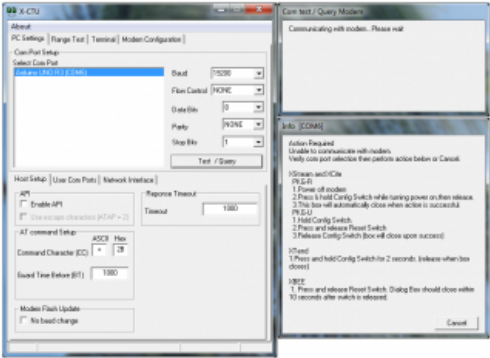 X-CTU
About
PC Settings | Range Test | Terminal | Modem Configuration
Com Port Setup
Select Com Port
Arduino UNO R3 (COM6)
Baud
Flow Control NONE
Data Bits 8
Parity NONE
Stop Bits 1
Test / Query
Host Setup | User Com Ports | Network Interface
API
Enable API
Use escape characters (ATAP = 2)
Reponse Timeout
Timeout 1000
AT command Setup
ASCII Hex
Command Character (CC) + 2B
Guard Time Before (BT) 1000
Modem Flash Update
No baud change
Com test / Query Modem
Communicating with modem...Please wait
Info [COM6]
Action Required
Unable to communicate with modem.
Verify com port selection then perform action below or Cancel.
XStream and XCite
PKG-R
1. Power off modem
2. Press & hold Config Switch while turning power on,then release.
3. This box will automatically close when action is successful.
PKG-U
1.Hold Config Switch.
2.Press and release Reset Switch
3.Release Config Switch (box will close upon success)
XTend
1.Press and hold Config Switch for 2 seconds. (release when box
closes)
XBEE
1. Press and release Reset Switch. Dialog Box should close within
10 seconds after switch is released.
Cancel